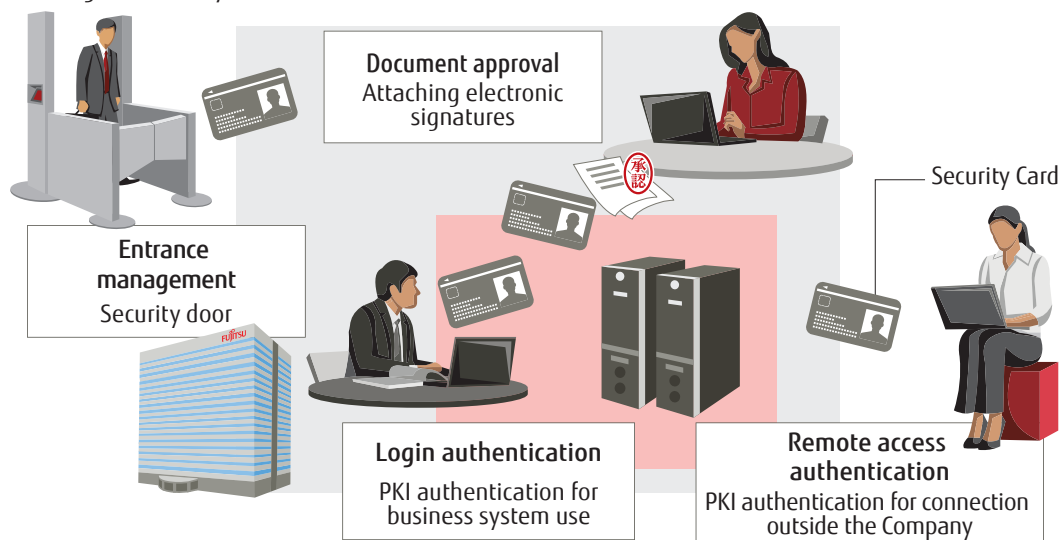 Document approval
Attaching electronic
signatures
承
認
Security Card
Entrance
management
Security door
FUJITSU
Login authentication
PKI authentication for
business system use
Remote access
authentication
PKI authentication for connection
outside the Company